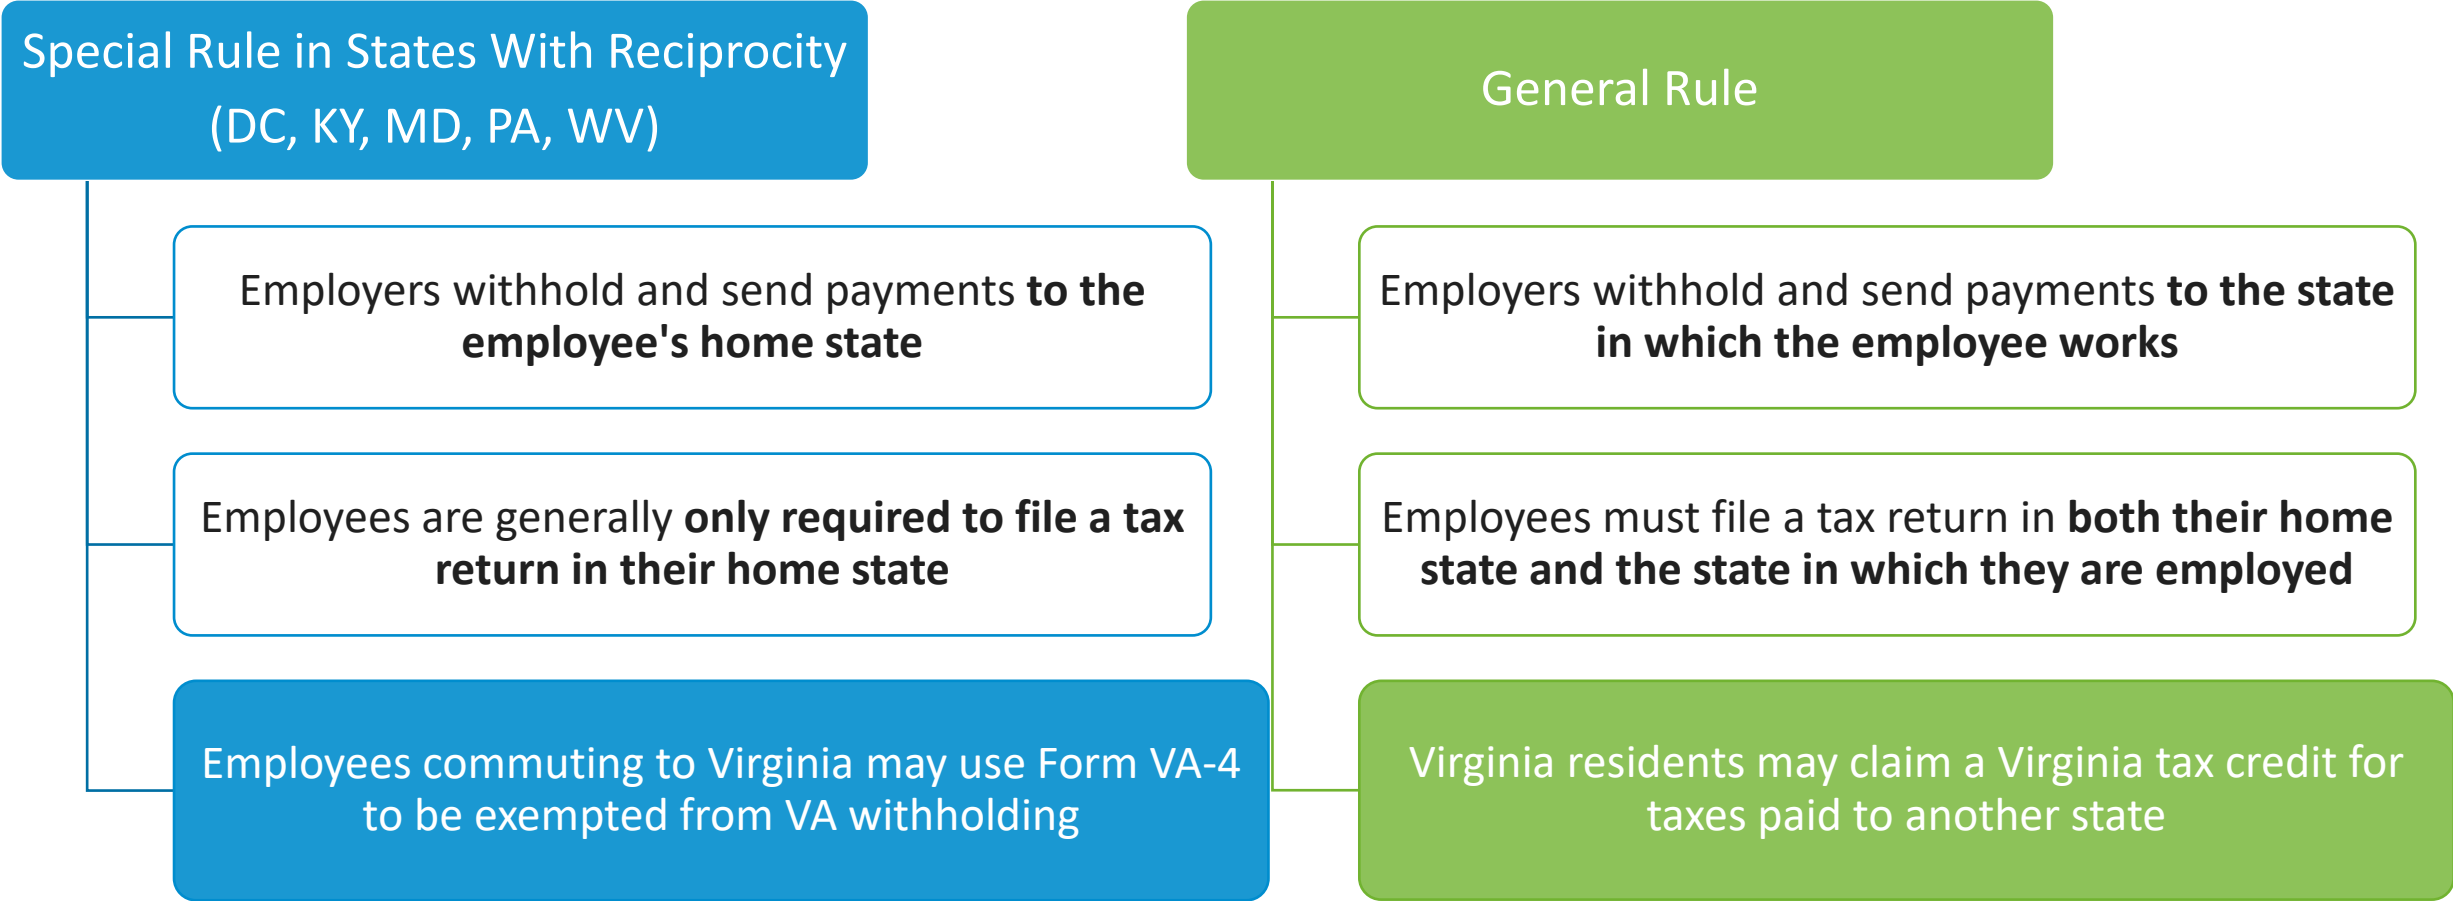 Special Rule in States With Reciprocity
(DC, KY, MD, PA, WV)
Employers withhold and send payments to the
employee's home state
Employees are generally only required to file a tax
return in their home state
Employees commuting to Virginia may use Form VA-4
to be exempted from VA withholding
General Rule
Employers withhold and send payments to the state
in which the employee works
Employees must file a tax return in both their home
state and the state in which they are employed
Virginia residents may claim a Virginia tax credit for
taxes paid to another state